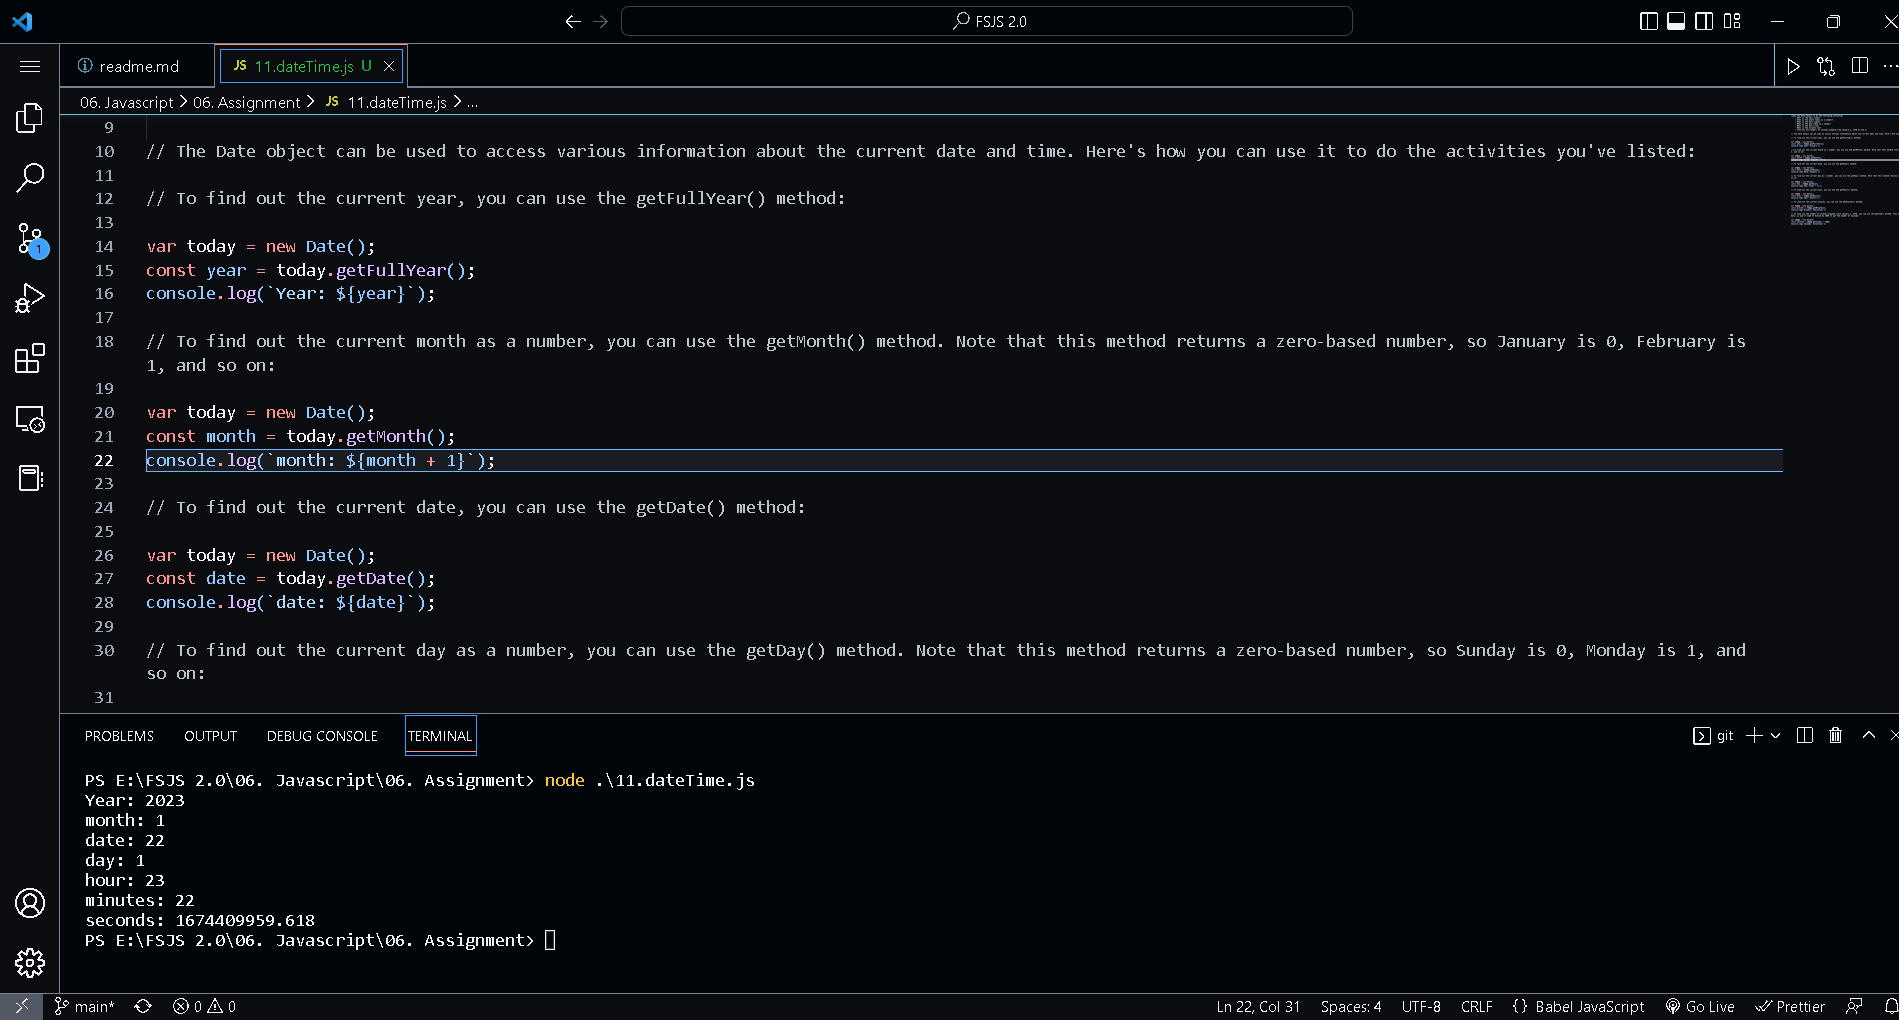 FSJS 2.0
readme.md
JS 11.dateTime.js U
06. Javascript > 06. Assignment > JS 11.dateTime.js > ...
9
10 // The Date object can be used to access various information about the current date and time. Here's how you can use it to do the activities you've listed:
11
12 // To find out the current year, you can use the getFullYear() method:
13
14 var today = new Date();
15 const year = today.getFullYear();
16 console.log(`Year: ${year}`);
17
18 // To find out the current month as a number, you can use the getMonth() method. Note that this method returns a zero-based number, so January is 0, February is
1, and so on:
19
20 var today = new Date();
21 const month = today.getMonth();
22 console.log(`month: ${month + 1}`);
23
24 // To find out the current date, you can use the getDate() method:
25
26 var today = new Date();
27 const date = today.getDate();
28 console.log(`date: ${date}`);
29
30 // To find out the current day as a number, you can use the getDay() method. Note that this method returns a zero-based number, so Sunday is 0, Monday is 1, and
so on:
31
1
PROBLEMS OUTPUT DEBUG CONSOLE TERMINAL
git
PS E:\FSJS 2.0\06. Javascript\06. Assignment> node .\11.dateTime.js
Year: 2023
month: 1
date: 22
day: 1
hour: 23
minutes: 22
seconds: 1674409959.618
PS E:\FSJS 2.0\06. Javascript\06. Assignment>
main* 0 0 Ln 22, Col 31 Spaces: 4 UTF-8 CRLF {} Babel JavaScript Go Live Prettier